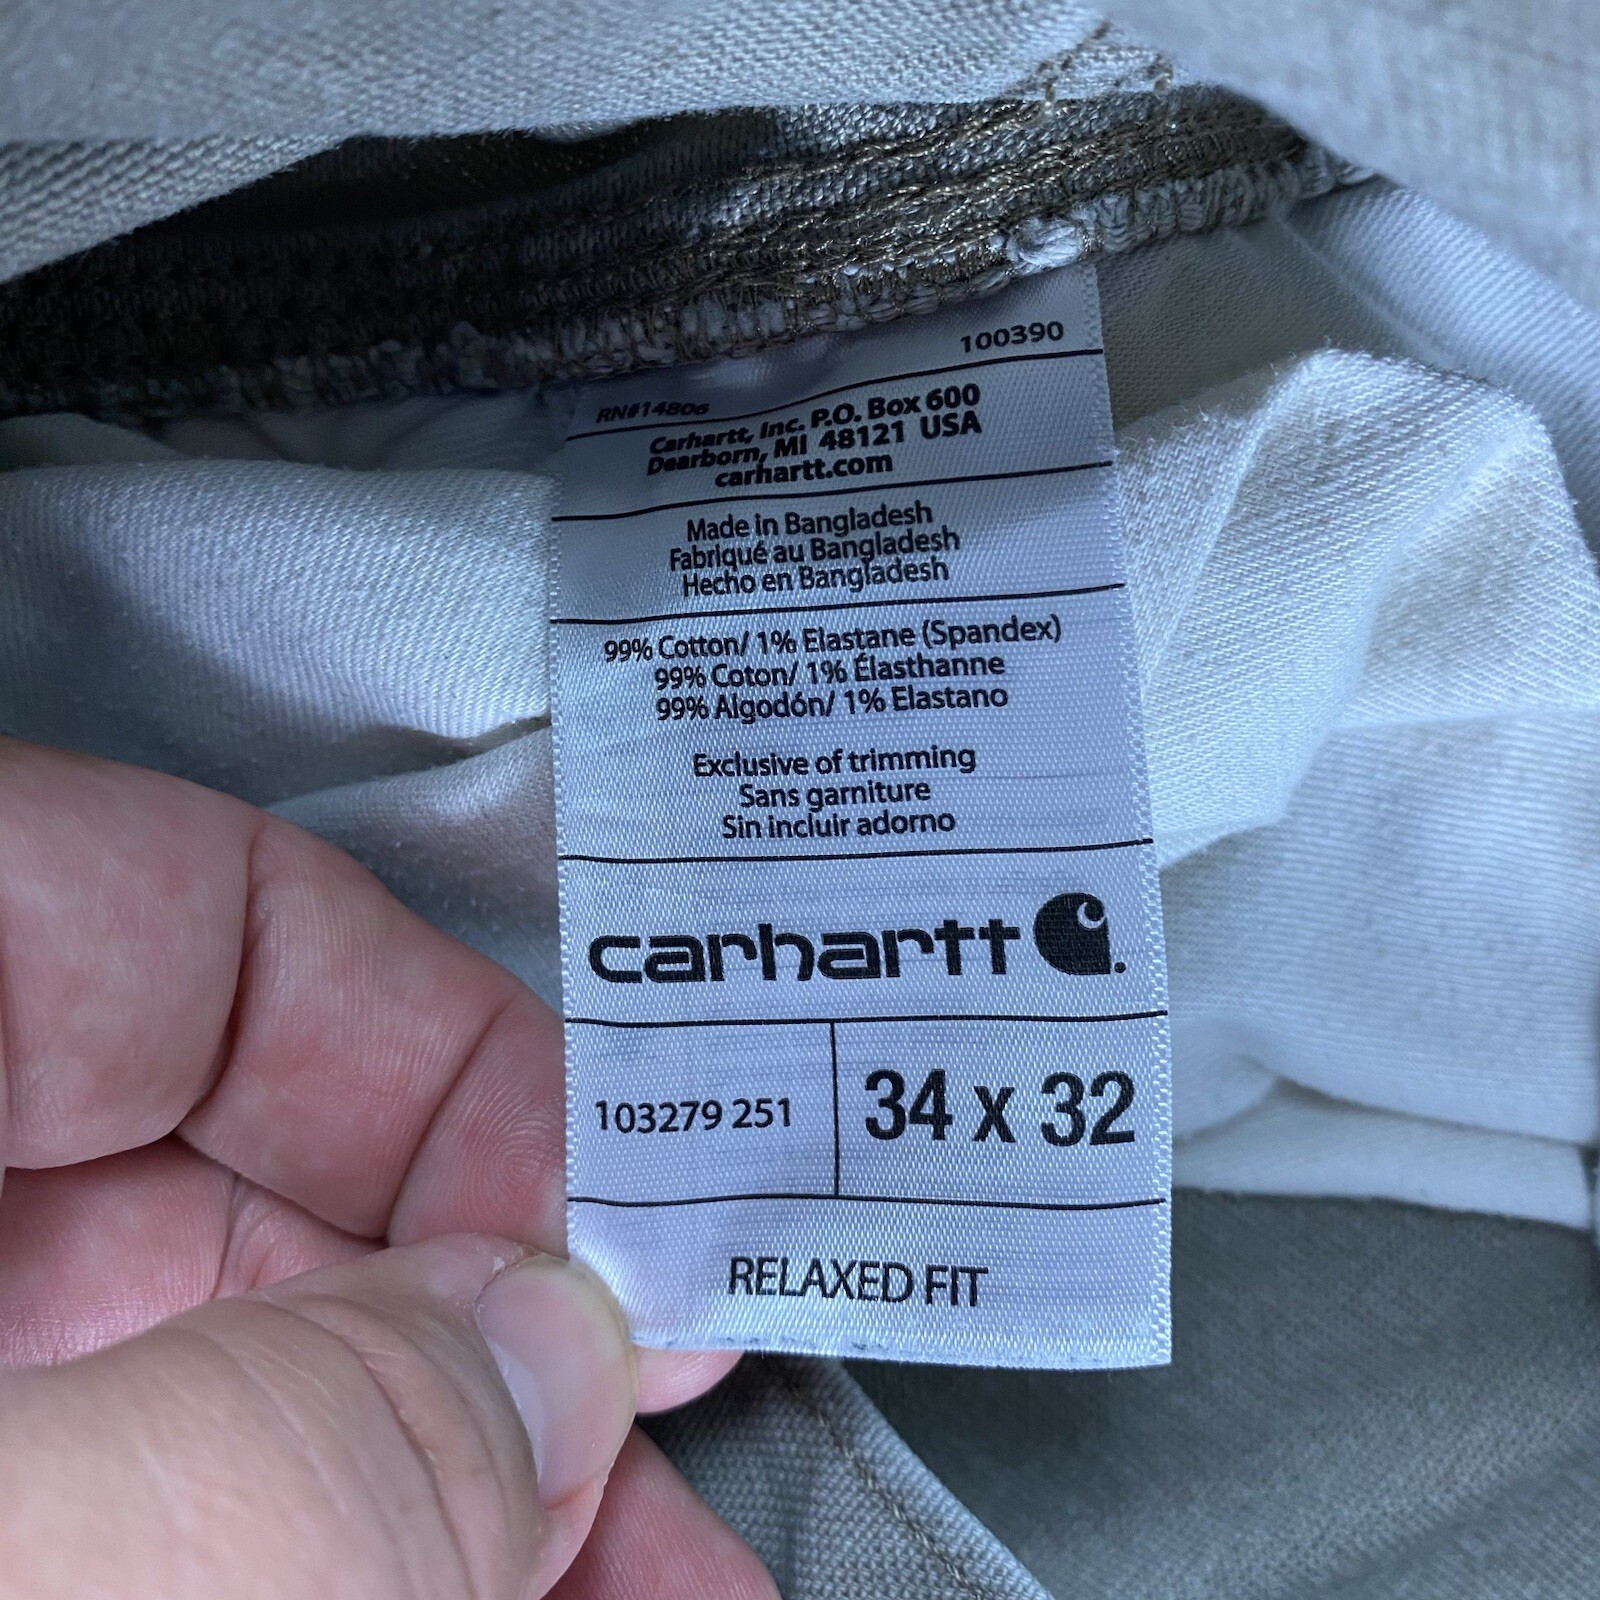 100390
RN#14806
Carhartt, Inc. P.O. Box 600
Dearborn, MI 48121 USA
carhartt.com
Made in Bangladesh
Fabriqué au Bangladesh
Hecho en Bangladesh
99% Cotton/ 1% Elastane (Spandex)
99% Coton/ 1% Élasthanne
99% Algodón/ 1% Elastano
Exclusive of trimming
Sans garniture
Sin incluir adorno
carhartt
103279 251
34 x 32
RELAXED FIT